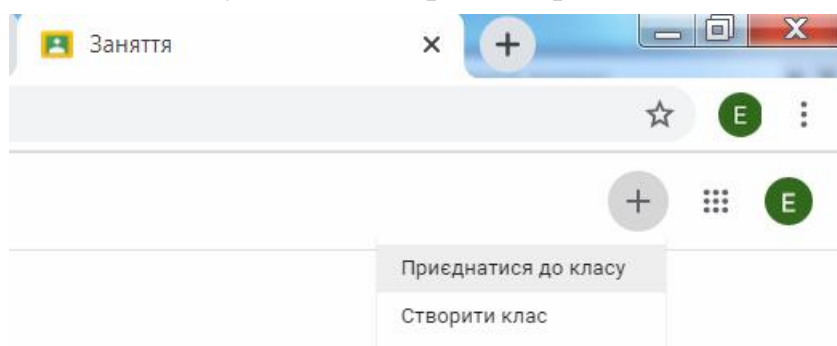 Заняття
E
E
Приєднатися до класу
Створити клас